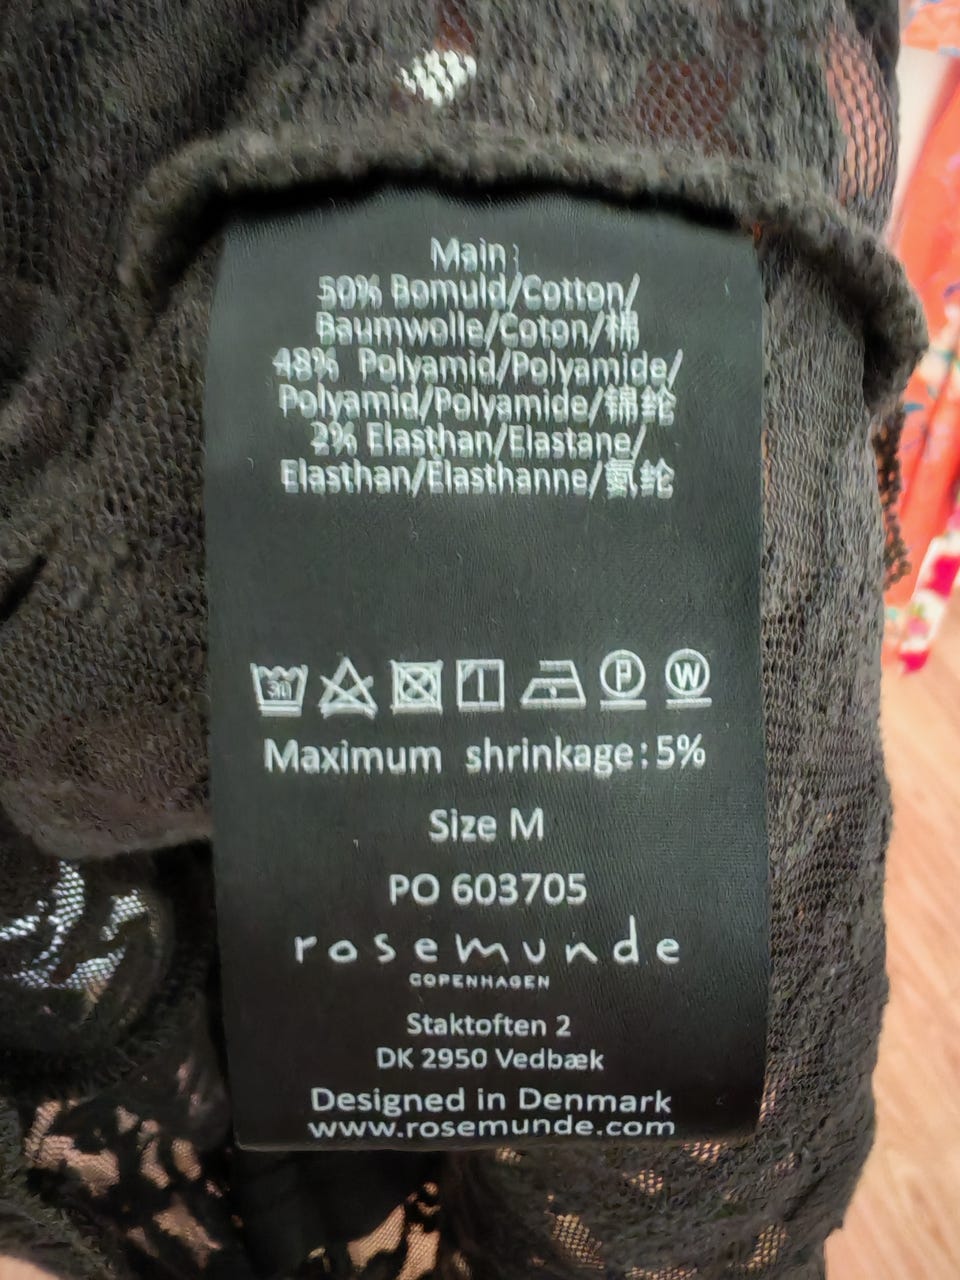 Main:
50% Bomuld/Cotton/
Baumwolle/Coton/棉
48% Polyamid/Polyamide/
Polyamid/Polyamide/锦纶
2% Elasthan/Elastane/
Elasthan/Elasthanne/氨纶
30 P W
Maximum shrinkage: 5%
Size M
PO 603705
rosemunde
COPENHAGEN
Staktoften 2
DK 2950 Vedbæk
Designed in Denmark
www.rosemunde.com